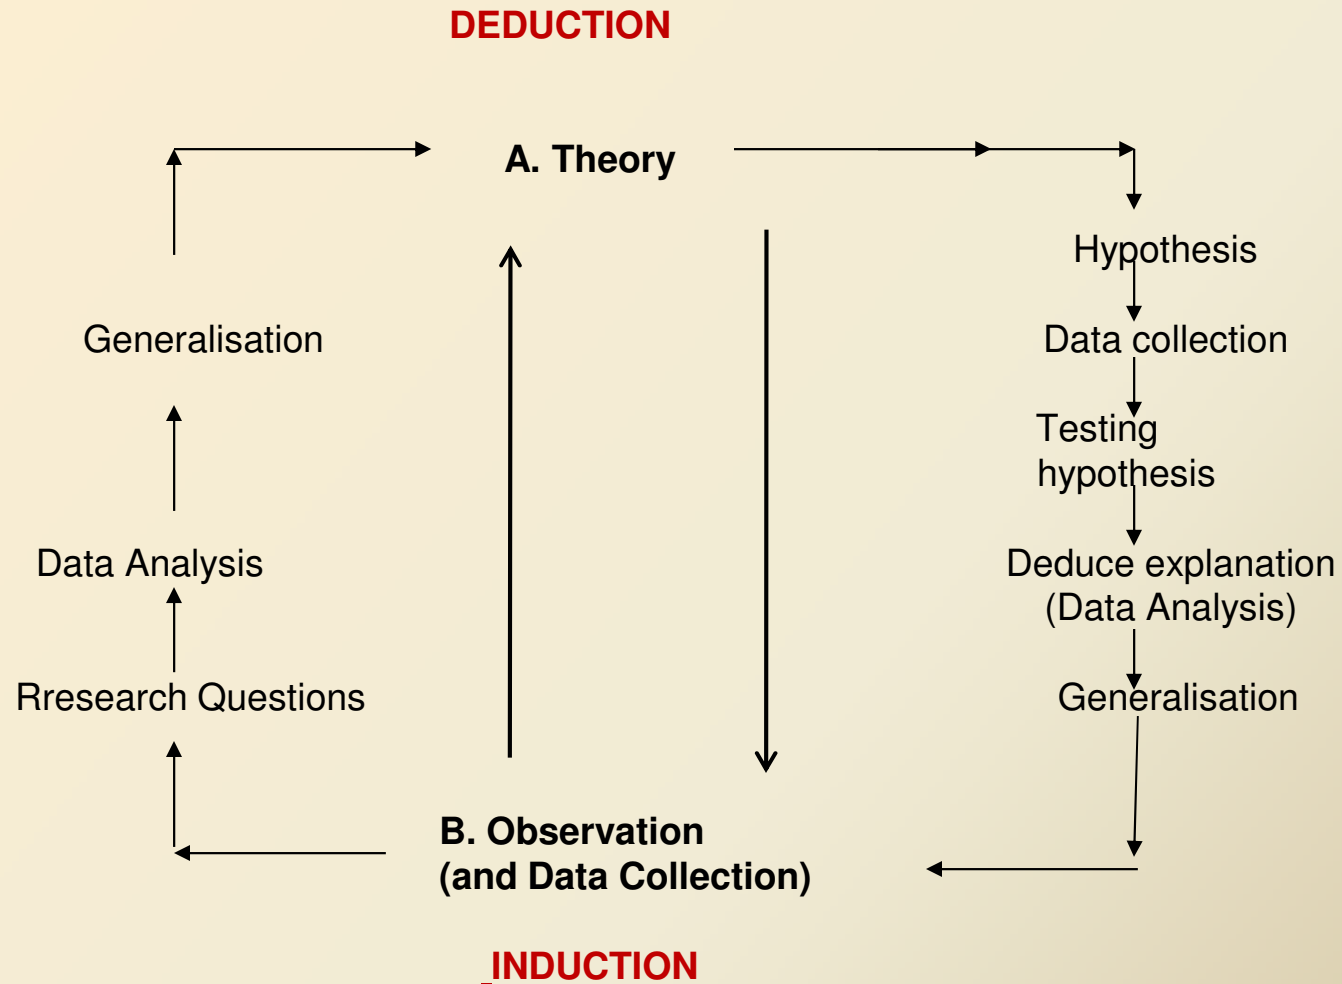 DEDUCTION
A. Theory
Hypothesis
Generalisation
Data collection
Testing
hypothesis
Data Analysis
Deduce explanation
(Data Analysis)
Rresearch Questions
Generalisation
B. Observation
(and Data Collection)
INDUCTION